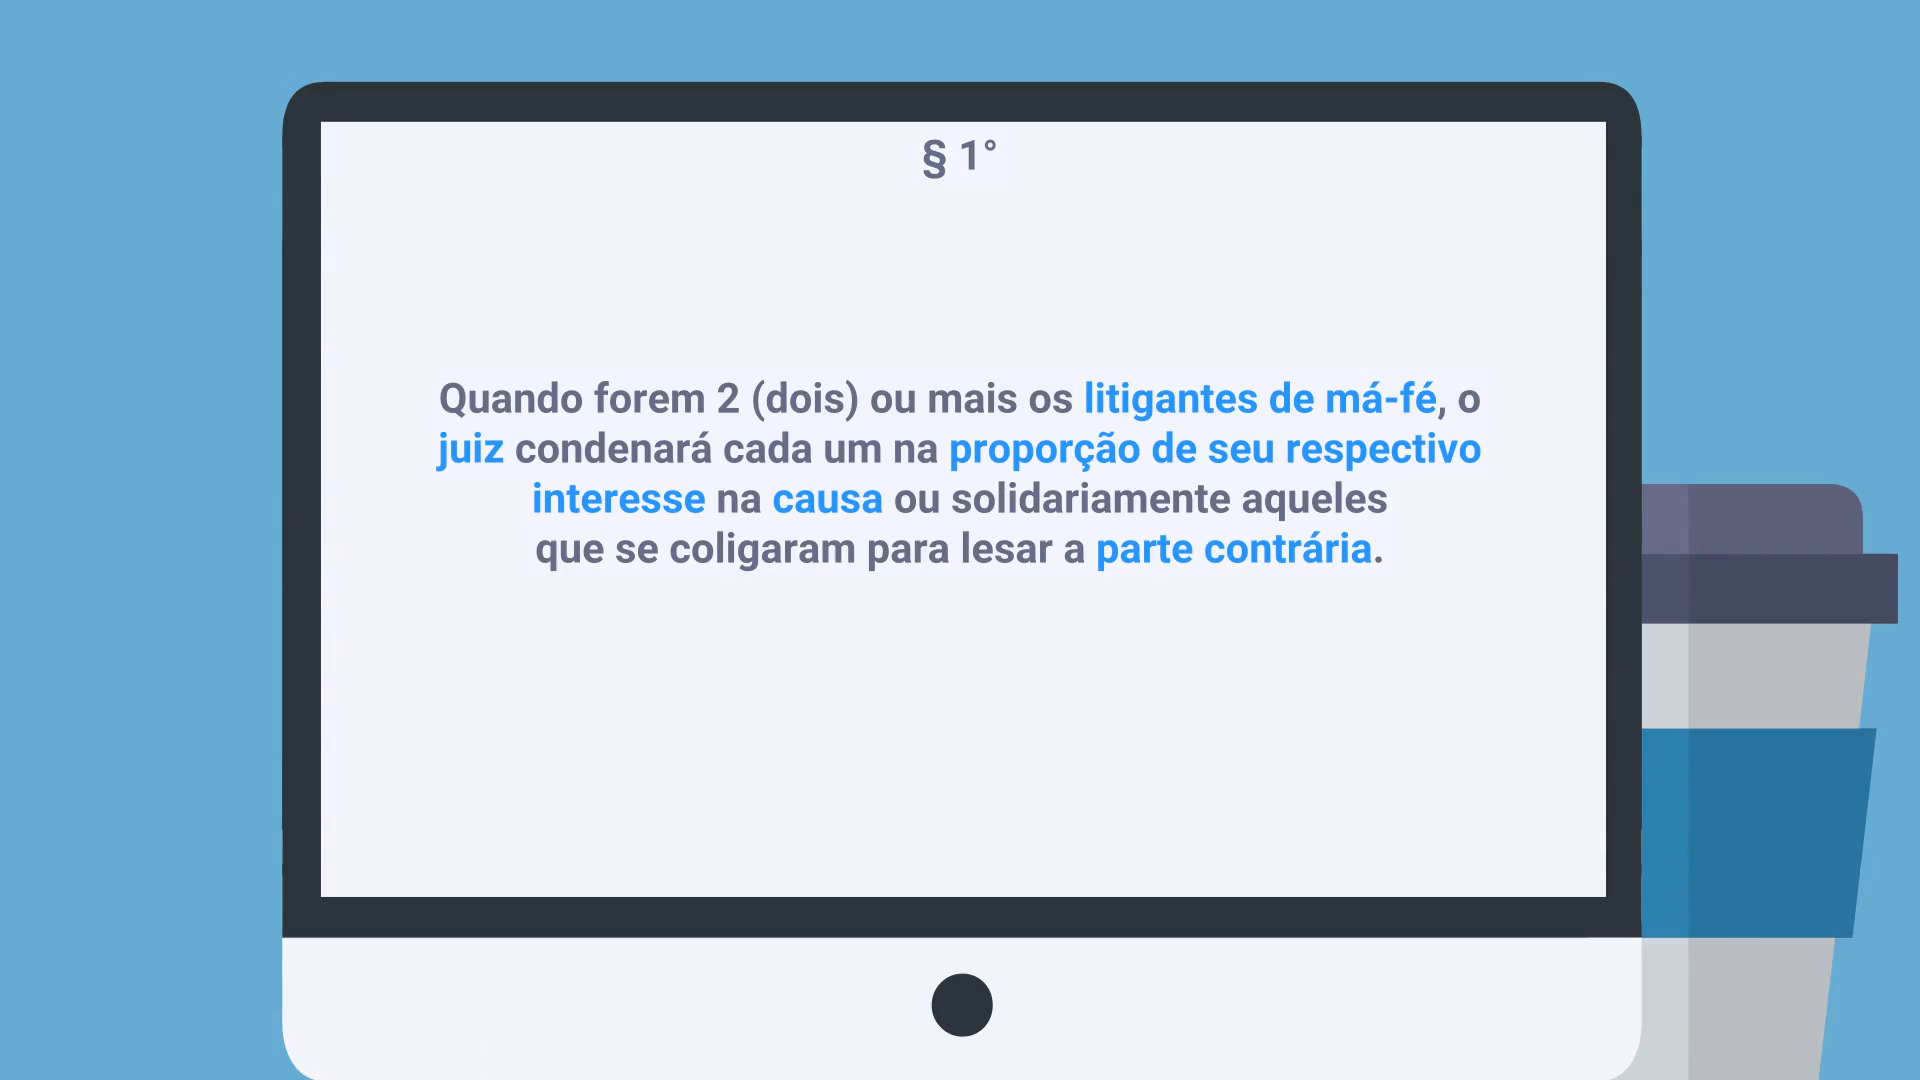 § 1°
Quando forem 2 (dois) ou mais os litigantes de má-fé, o
juiz condenará cada um na proporção de seu respectivo
interesse na causa ou solidariamente aqueles
que se coligaram para lesar a parte contrária.